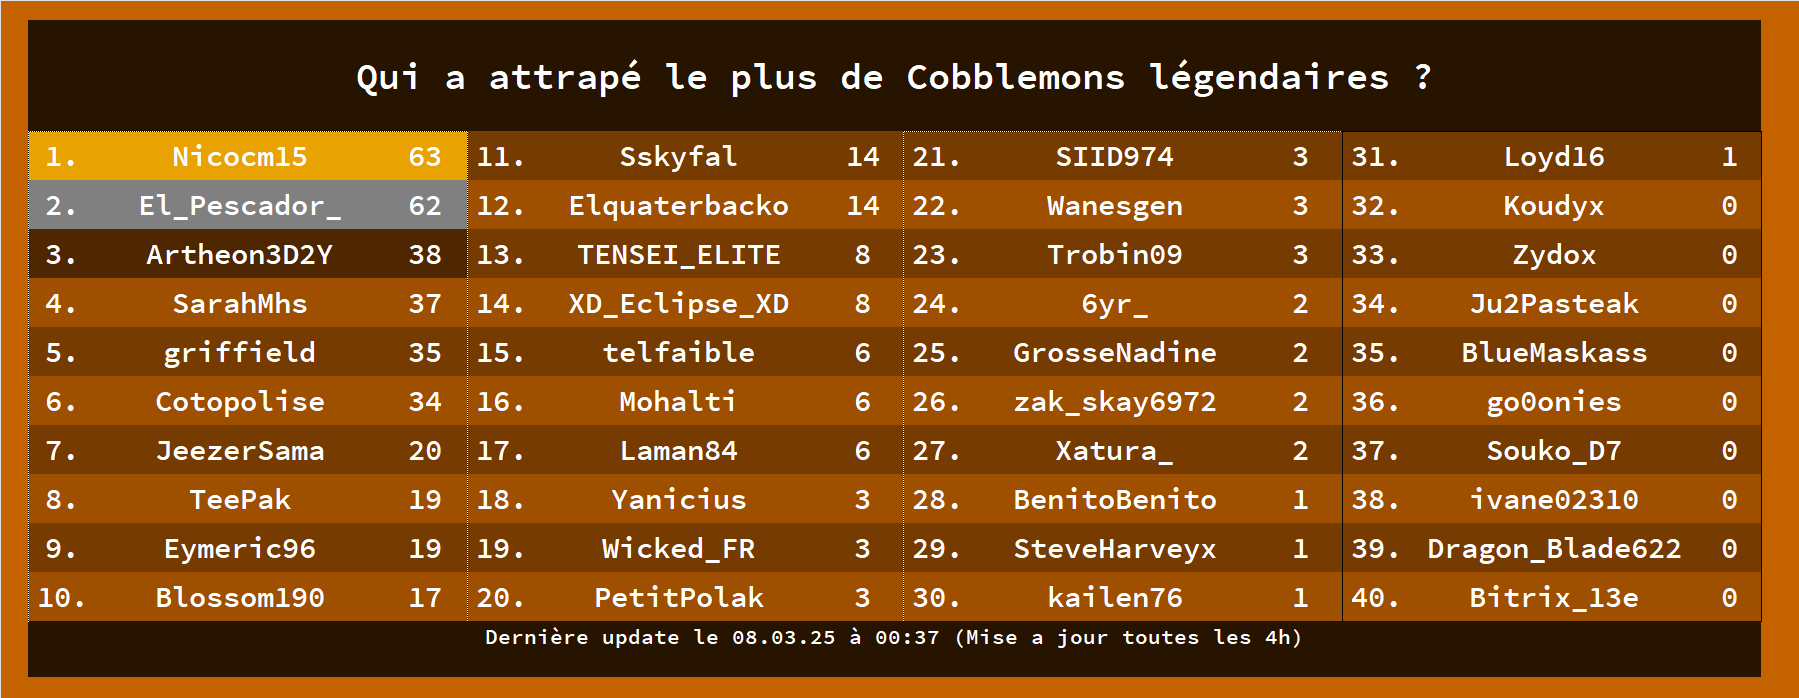 Qui a attrapé le plus de Cobblemons légendaires ?
1. Nicocm15 63
2. El_Pescador_ 62
3. Artheon3D2Y 38
4. SarahMhs 37
5. griffield 35
6. Cotopolise 34
7. JeezerSama 20
8. TeePak 19
9. Eymeric96 19
10. Blossom190 17
11. Sskyfal 14
12. Elquaterbacko 14
13. TENSEI_ELITE 8
14. XD_Eclipse_XD 8
15. telfaible 6
16. Mohalti 6
17. Laman84 6
18. Yanicius 3
19. Wicked_FR 3
20. PetitPolak 3
21. SIID974 3
22. Wanesgen 3
23. Trobin09 3
24. 6yr_ 2
25. GrosseNadine 2
26. zak_skay6972 2
27. Xatura_ 2
28. BenitoBenito 1
29. SteveHarveyx 1
30. kailen76 1
31. Loyd16 1
32. Koudyx 0
33. Zydox 0
34. Ju2Pasteak 0
35. BlueMaskass 0
36. go0onies 0
37. Souko_D7 0
38. ivane02310 0
39. Dragon_Blade622 0
40. Bitrix_13e 0
Dernière update le 08.03.25 à 00:37 (Mise a jour toutes les 4h)